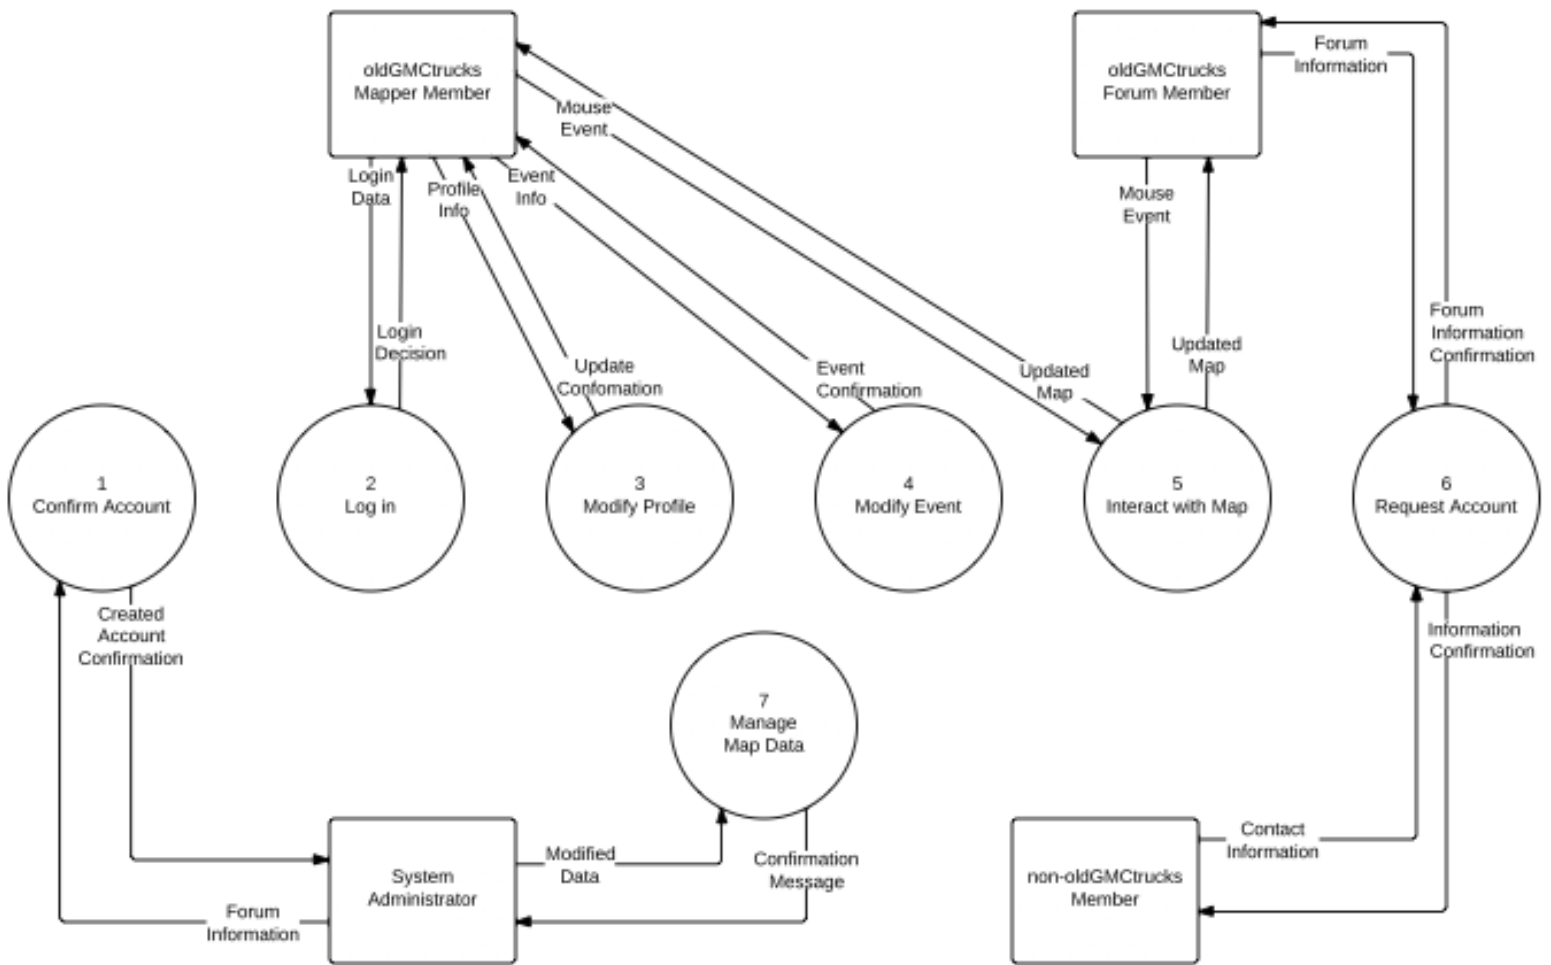 oldGMCtrucks
Mapper Member
oldGMCtrucks
Forum Member
Forum
Information
Mouse
Event
Login
Data
Profile
Info
Event
Info
Mouse
Event
Login
Decision
Update
Confomation
Event
Confirmation
Updated
Map
Updated
Map
Forum
Information
Confirmation
1
Confirm Account
2
Log in
3
Modify Profile
4
Modify Event
5
Interact with Map
6
Request Account
Created
Account
Confirmation
Information
Confirmation
7
Manage
Map Data
System
Administrator
Modified
Data
Confirmation
Message
Forum
Information
non-oldGMCtrucks
Member
Contact
Information